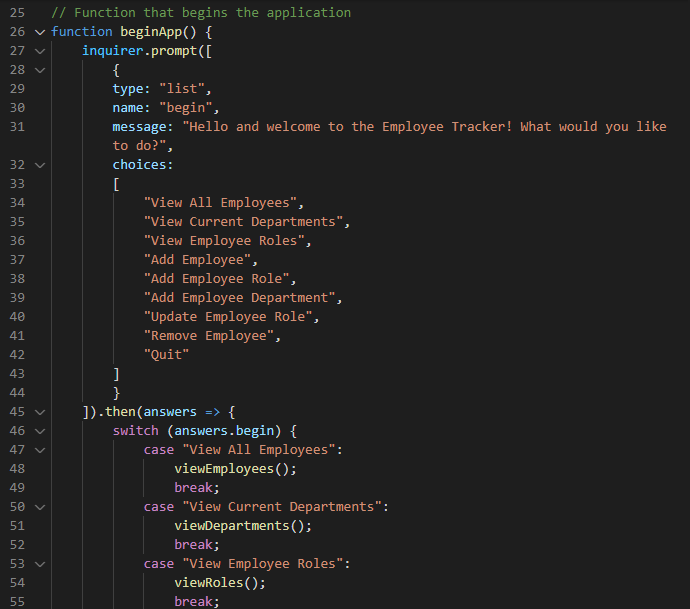 25 // Function that begins the application
26 function beginApp() {
27     inquirer.prompt([
28         {
29         type: "list",
30         name: "begin",
31         message: "Hello and welcome to the Employee Tracker! What would you like
        to do?",
32         choices:
33         [
34             "View All Employees",
35             "View Current Departments",
36             "View Employee Roles",
37             "Add Employee",
38             "Add Employee Role",
39             "Add Employee Department",
40             "Update Employee Role",
41             "Remove Employee",
42             "Quit"
43         ]
44         }
45     ]).then(answers => {
46         switch (answers.begin) {
47             case "View All Employees":
48                 viewEmployees();
49                 break;
50             case "View Current Departments":
51                 viewDepartments();
52                 break;
53             case "View Employee Roles":
54                 viewRoles();
55                 break;